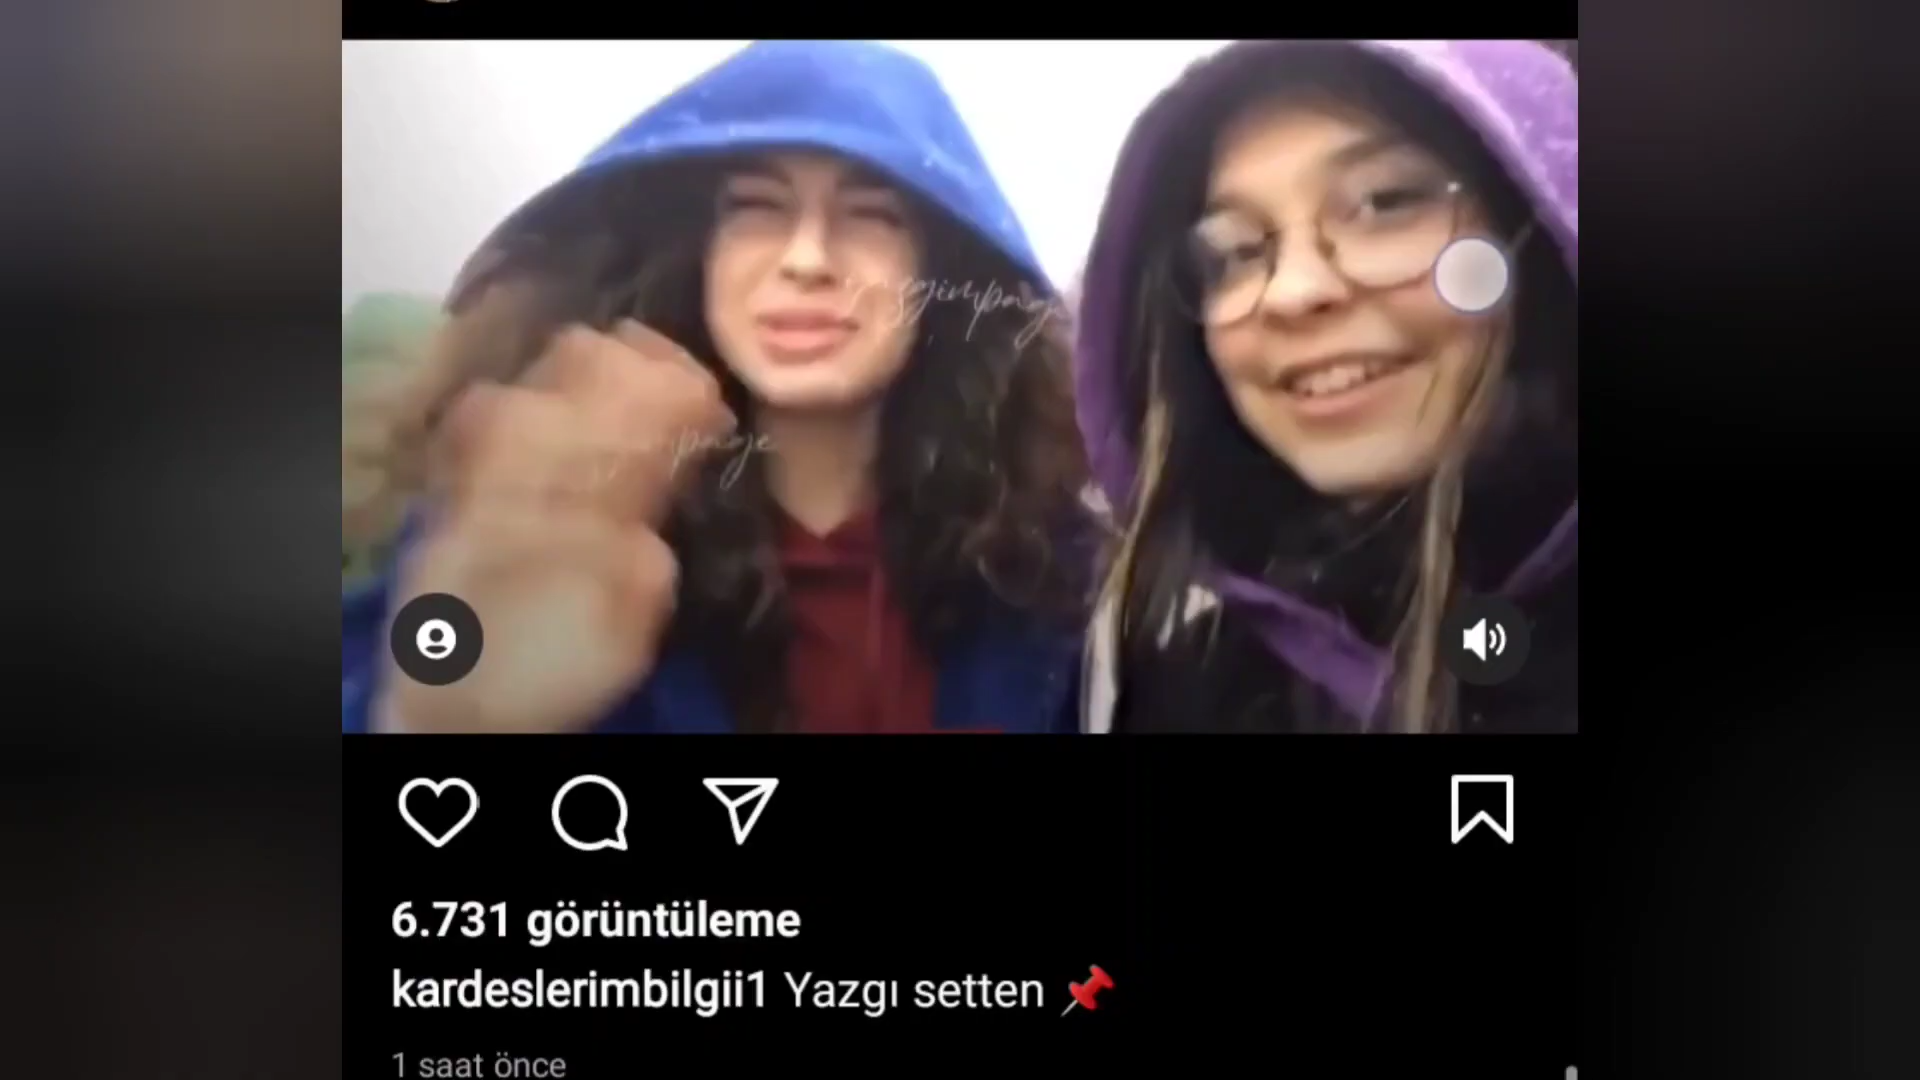 6.731 görüntüleme
kardeslerimbilgii1 Yazgı setten
1 saat önce